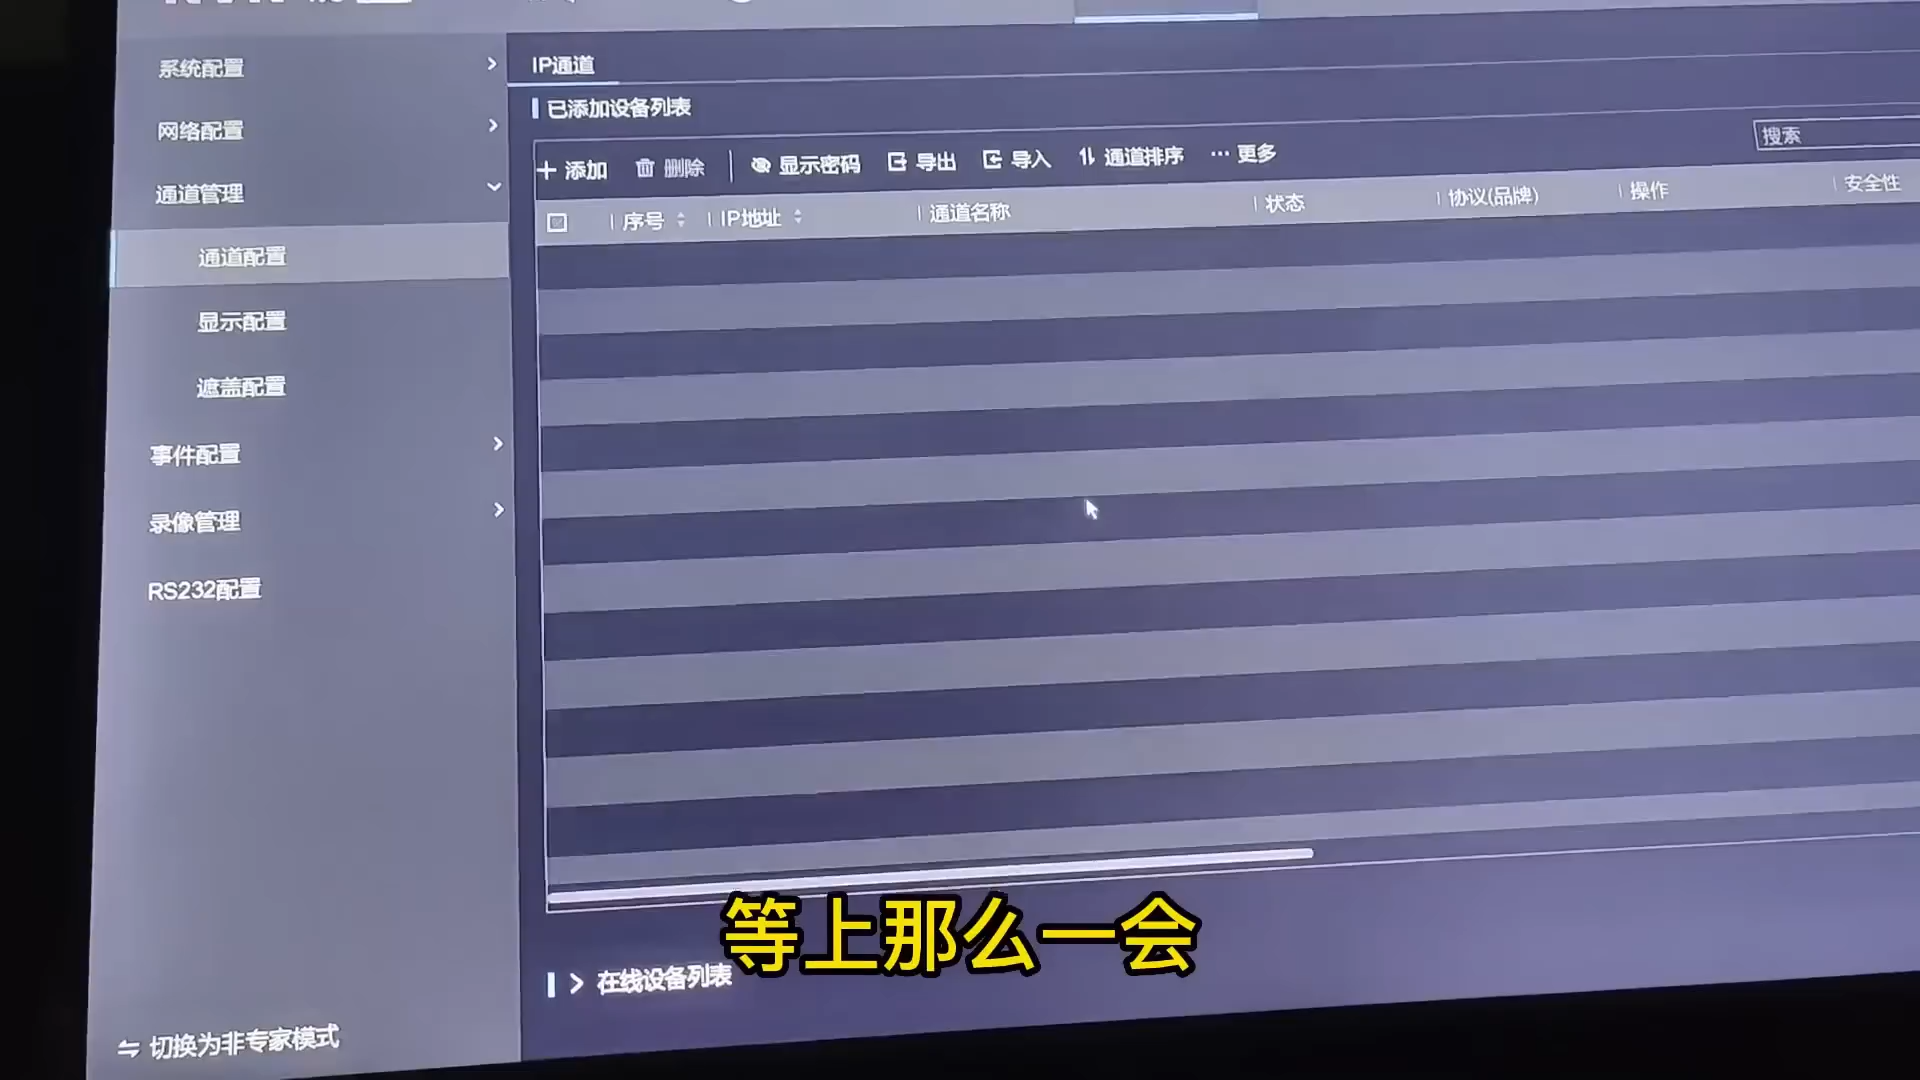 系统配置
网络配置
通道管理
通道配置
显示配置
遮盖配置
事件配置
录像管理
RS232配置
切换为非专家模式
IP通道
已添加设备列表
添加 删除 显示密码 导出 导入 通道排序 ··· 更多
搜索
序号 IP地址 通道名称 状态 协议(品牌) 操作 安全性
在线设备列表
等上那么一会